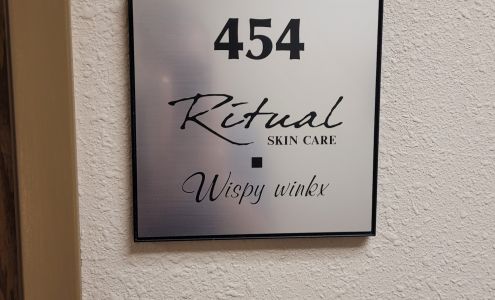 454
Ritual
SKIN CARE
Wispy winkx